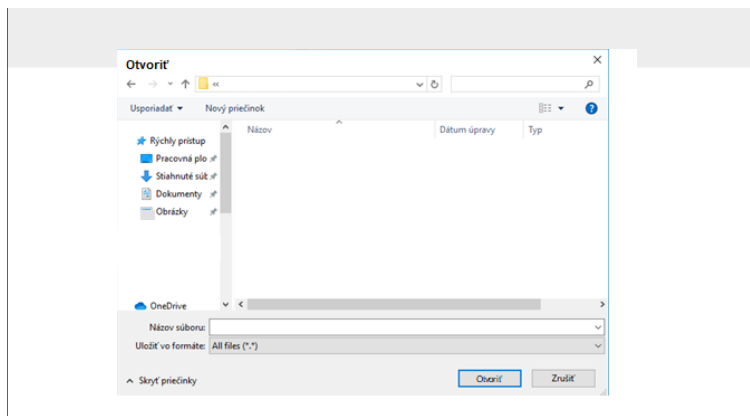 Otvoriť
«
Usporiadať Nový priečinok
Názov Dátum úpravy Typ
Rýchly prístup
Pracovná plo
Stiahnuté súb
Dokumenty
Obrázky
OneDrive
Názov súboru:
Uložiť vo formáte: All files (*.*)
Skryť priečinky Otvoriť Zrušiť